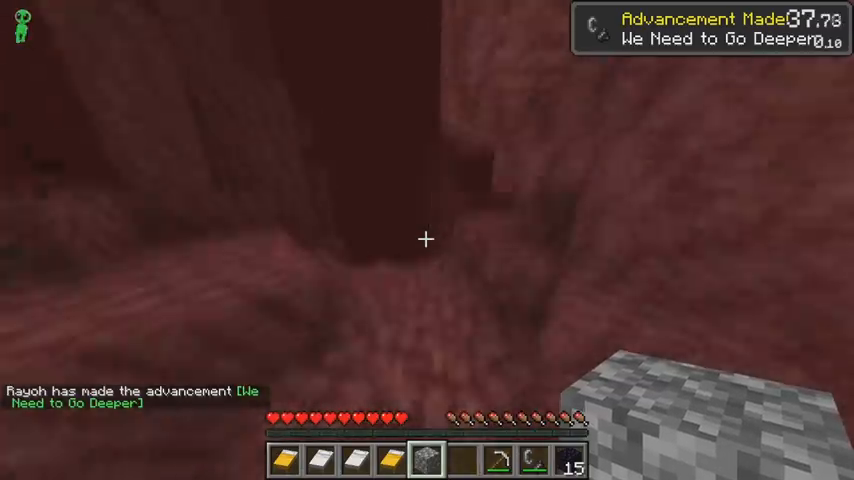 Advancement Made
37.73
We Need to Go Deeper
0.10
Rayoh has made the advancement [We
Need to Go Deeper]
15